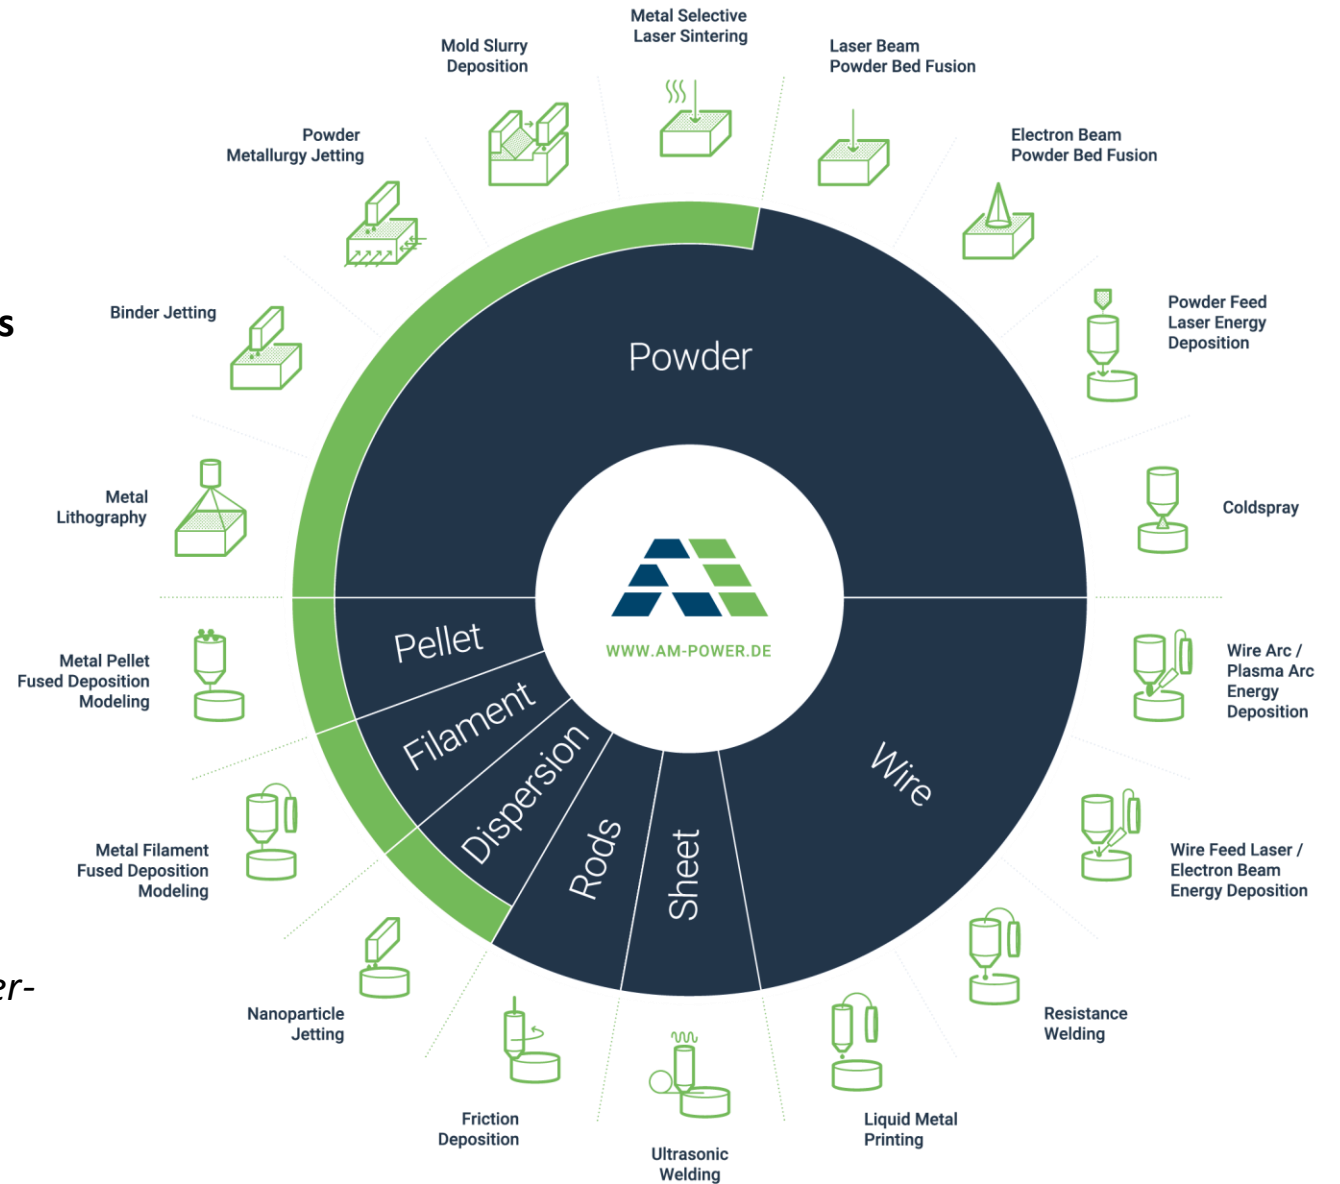 Metal Selective
Laser Sintering
Mold Slurry
Deposition
Laser Beam
Powder Bed Fusion
Powder
Metallurgy Jetting
Electron Beam
Powder Bed Fusion
Binder Jetting
s
Powder Feed
Laser Energy
Deposition
Powder
Metal
Lithography
Coldspray
WWW.AM-POWER.DE
Pellet
Metal Pellet
Fused Deposition
Modeling
Wire Arc /
Plasma Arc
Energy
Deposition
Filament
Dispersion
Rods
Sheet
Wire
Metal Filament
Fused Deposition
Modeling
Wire Feed Laser /
Electron Beam
Energy Deposition
er-
Nanoparticle
Jetting
Resistance
Welding
Friction
Deposition
Liquid Metal
Printing
Ultrasonic
Welding